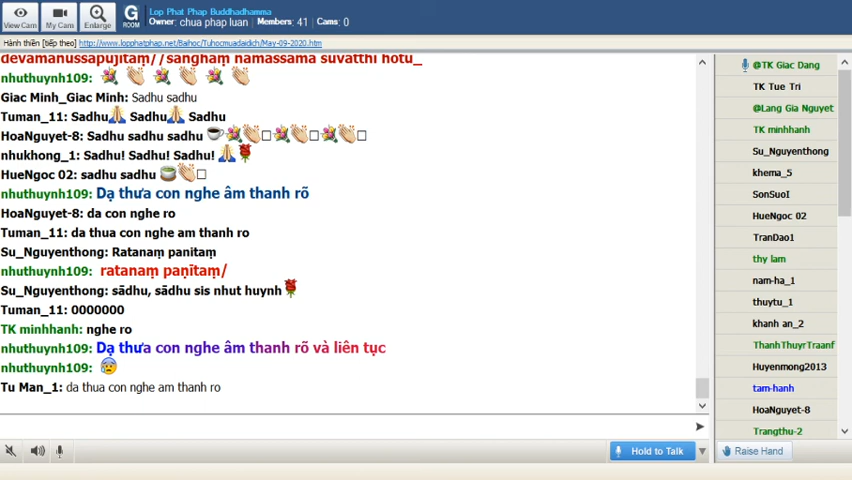 View Cam
My Cam
Enlarge
G
ROOM
Lop Phat Phap Buddhadhamma
Owner: chua phap luan Members: 41 Cams: 0
Hành thiền [tiếp theo] http://www.lopphatphap.net/Baihoc/Tuhocmuadaidich/May-09-2020.htm
devamanussapūjitaṃ//saṅghaṃ namassāma suvatthi hotu_
nhuthuynh109:
Giac Minh_Giac Minh: Sadhu sadhu
Tuman_11: Sadhu Sadhu Sadhu
HoaNguyet-8: Sadhu sadhu sadhu
nhukhong_1: Sadhu! Sadhu! Sadhu!
HueNgoc 02: sadhu sadhu
nhuthuynh109: Dạ thưa con nghe âm thanh rõ
HoaNguyet-8: da con nghe ro
Tuman_11: da thua con nghe am thanh ro
Su_Nguyenthong: Ratanaṃ panitaṃ
nhuthuynh109: ratanaṃ paṇītaṃ/
Su_Nguyenthong: sādhu, sādhu sis nhut huynh
Tuman_11: 0000000
TK minhhanh: nghe ro
nhuthuynh109: Dạ thưa con nghe âm thanh rõ và liên tục
nhuthuynh109:
Tu Man_1: da thua con nghe am thanh ro
@TK Giac Dang
TK Tue Tri
@Lang Gia Nguyet
TK minhhanh
Su_Nguyenthong
khema_5
SonSuoI
HueNgoc 02
TranDao1
thy lam
nam-ha_1
thuytu_1
khanh an_2
ThanhThuyrTraanf
Huyenmong2013
tam-hanh
HoaNguyet-8
Trangthu-2
Hold to Talk
Raise Hand